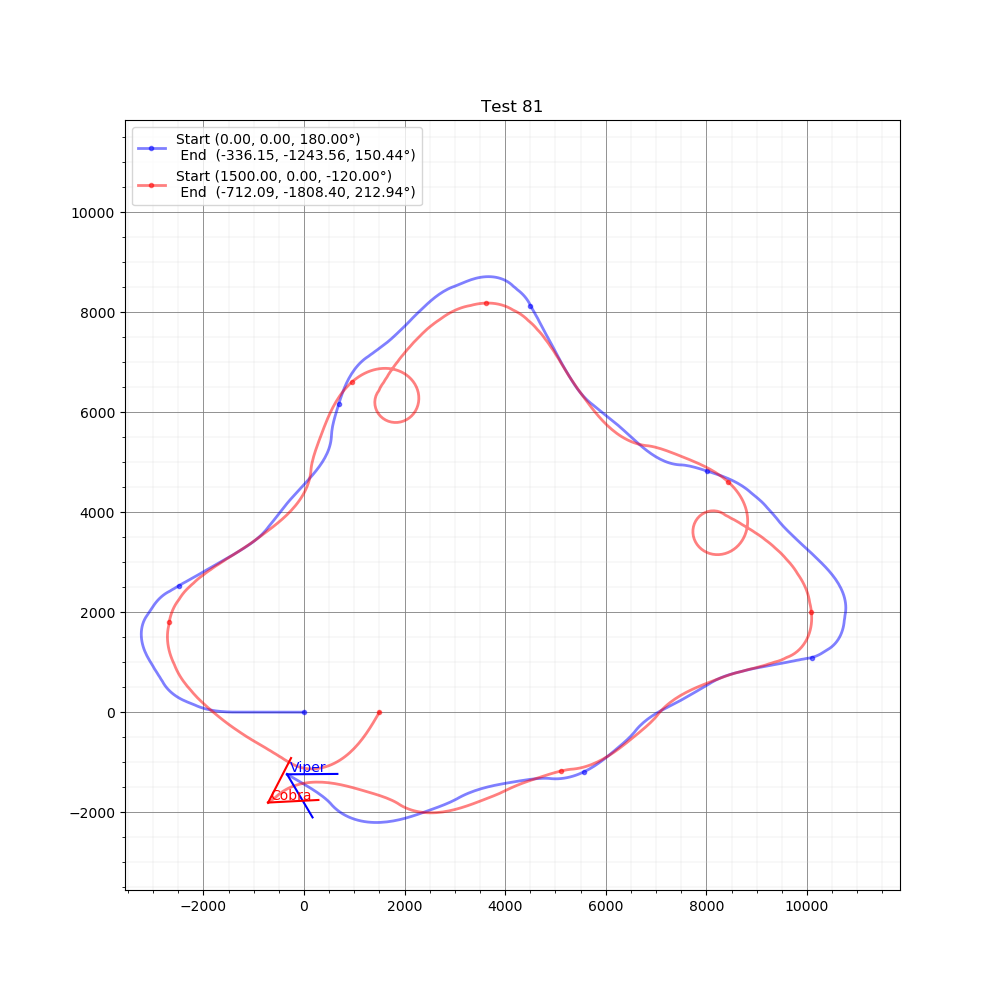 Test 81
Start (0.00, 0.00, 180.00°)
End  (-336.15, -1243.56, 150.44°)
Start (1500.00, 0.00, -120.00°)
End  (-712.09, -1808.40, 212.94°)
10000
8000
6000
4000
2000
0
−2000
Viper
Cobra
−2000
0
2000
4000
6000
8000
10000